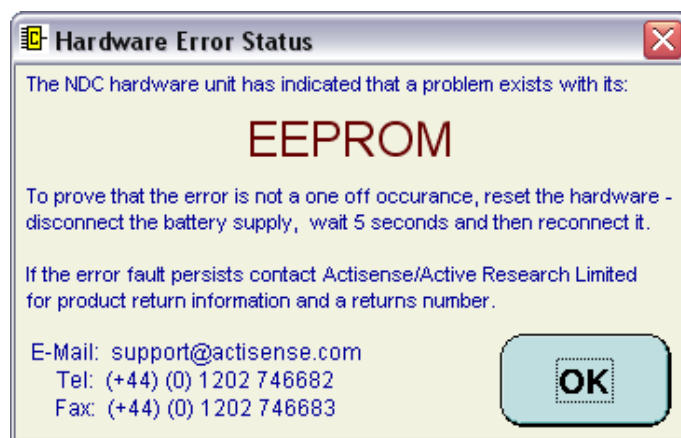 Hardware Error Status
The NDC hardware unit has indicated that a problem exists with its:
EEPROM
To prove that the error is not a one off occurance, reset the hardware -
disconnect the battery supply, wait 5 seconds and then reconnect it.
If the error fault persists contact Actisense/Active Research Limited
for product return information and a returns number.
E-Mail: support@actisense.com
Tel: (+44) (0) 1202 746682
Fax: (+44) (0) 1202 746683
OK